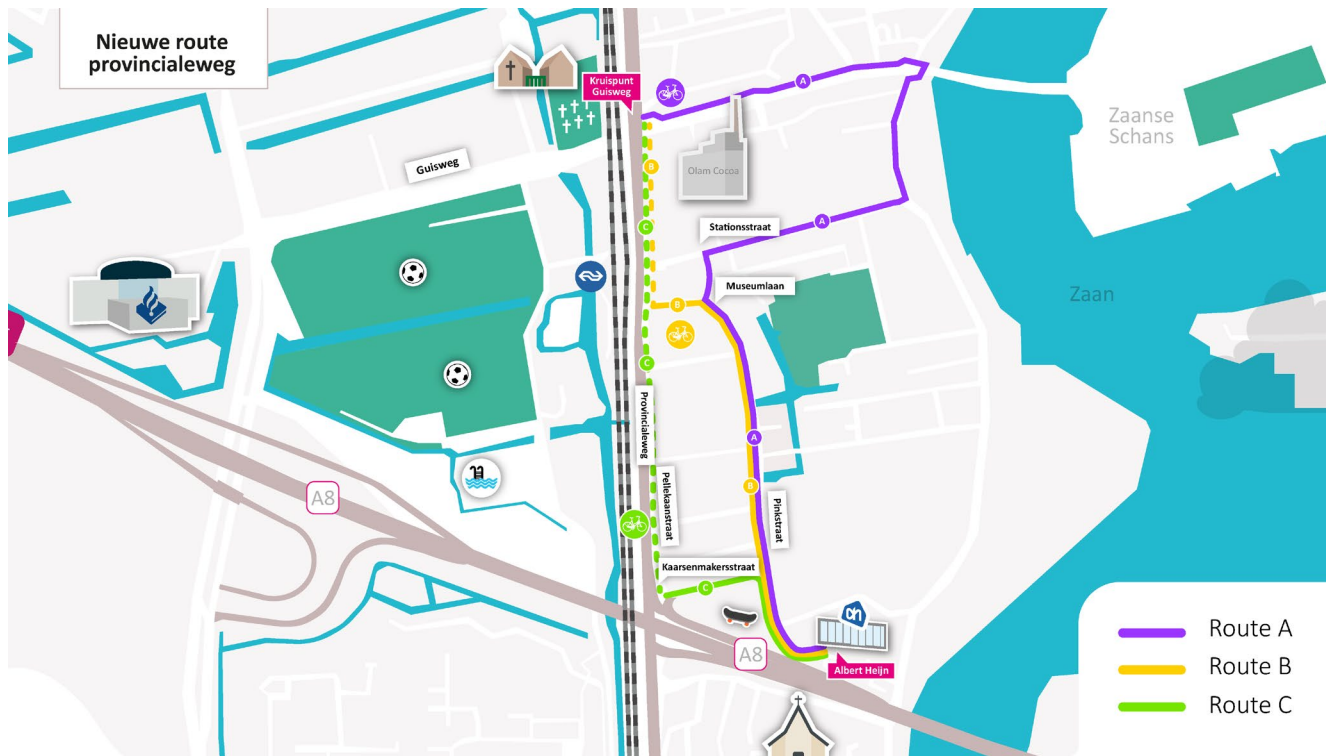 Nieuwe route
provincialeweg
Kruispunt
Guisweg
A
Zaanse
Schans
Guisweg
B
Olam Cocoa
C
Stationsstraat
A
Museumlaan
Zaan
B
C
Provincialeweg
A
Pellekaanstraat
B
Pinkstraat
A8
Kaarsenmakersstraat
C
A8
Albert Heijn
Route A
Route B
Route C